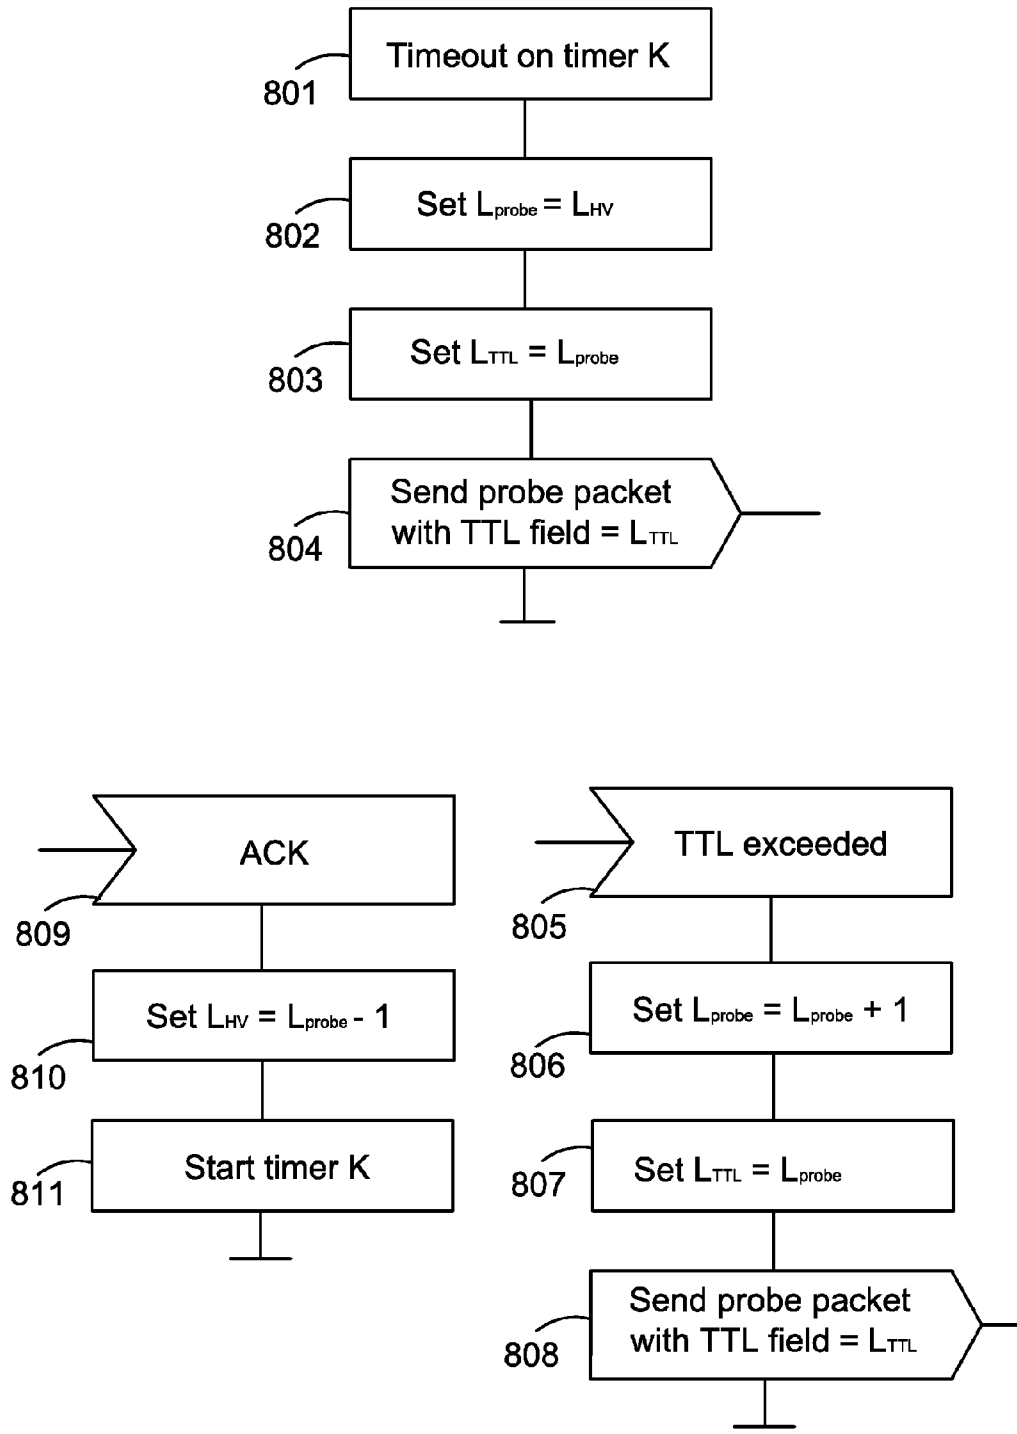 Timeout on timer K
801
Set Lprobe = LHV
802
Set LTTL = Lprobe
803
Send probe packet
with TTL field = LTTL
804
ACK
809
Set LHV = Lprobe - 1
810
Start timer K
811
TTL exceeded
805
Set Lprobe = Lprobe + 1
806
Set LTTL = Lprobe
807
Send probe packet
with TTL field = LTTL
808